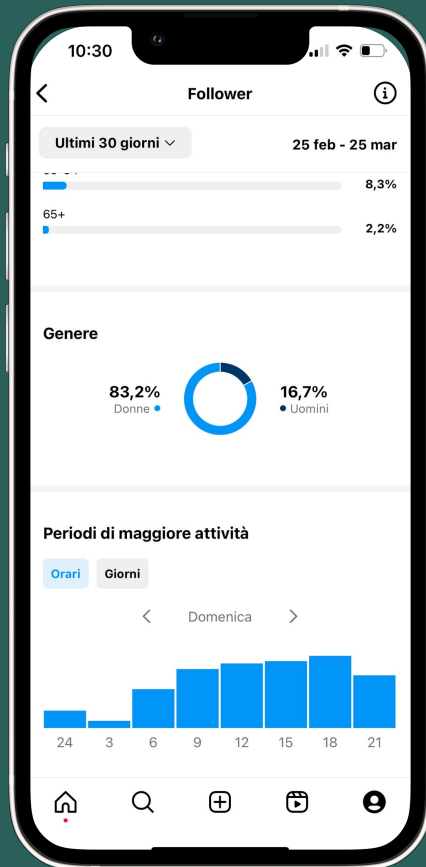 10:30
Follower
Ultimi 30 giorni
25 feb - 25 mar
8,3%
65+
2,2%
Genere
83,2%
Donne
16,7%
Uomini
Periodi di maggiore attività
Orari Giorni
Domenica
24 3 6 9 12 15 18 21